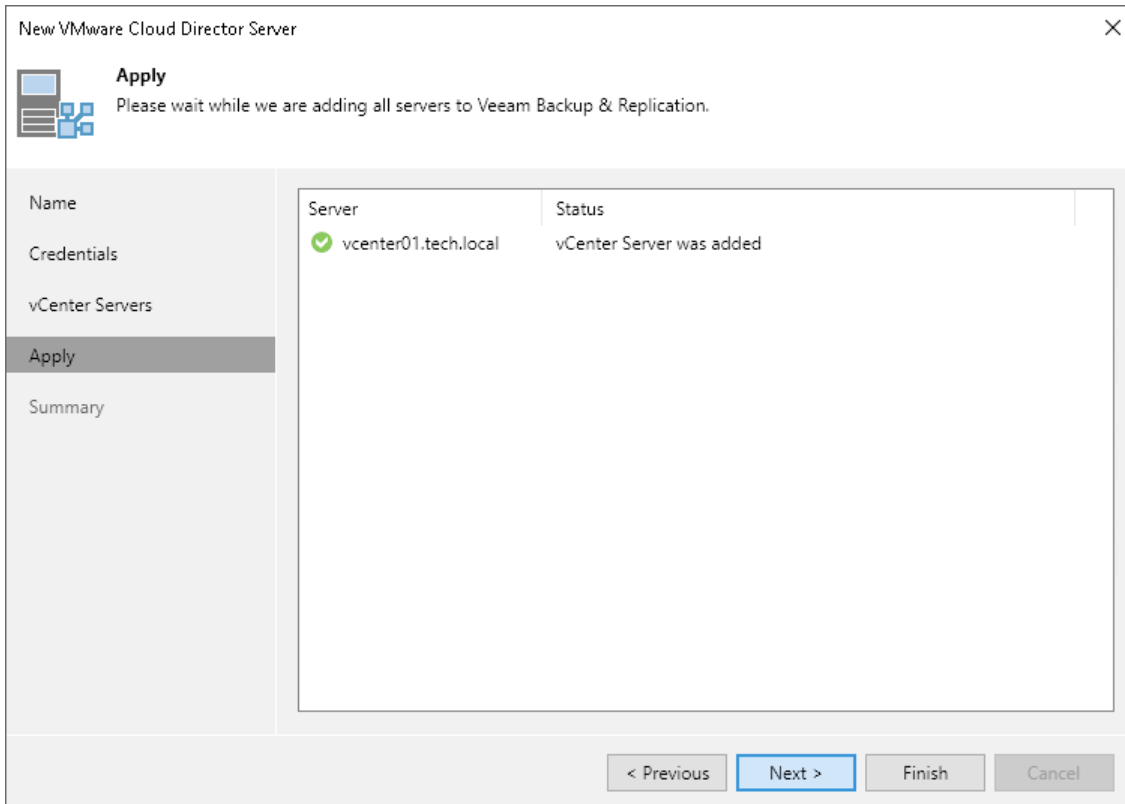 New VMware Cloud Director Server
Apply
Please wait while we are adding all servers to Veeam Backup & Replication.
Name
Credentials
vCenter Servers
Apply
Summary
Server Status
vcenter01.tech.local vCenter Server was added
< Previous Next > Finish Cancel